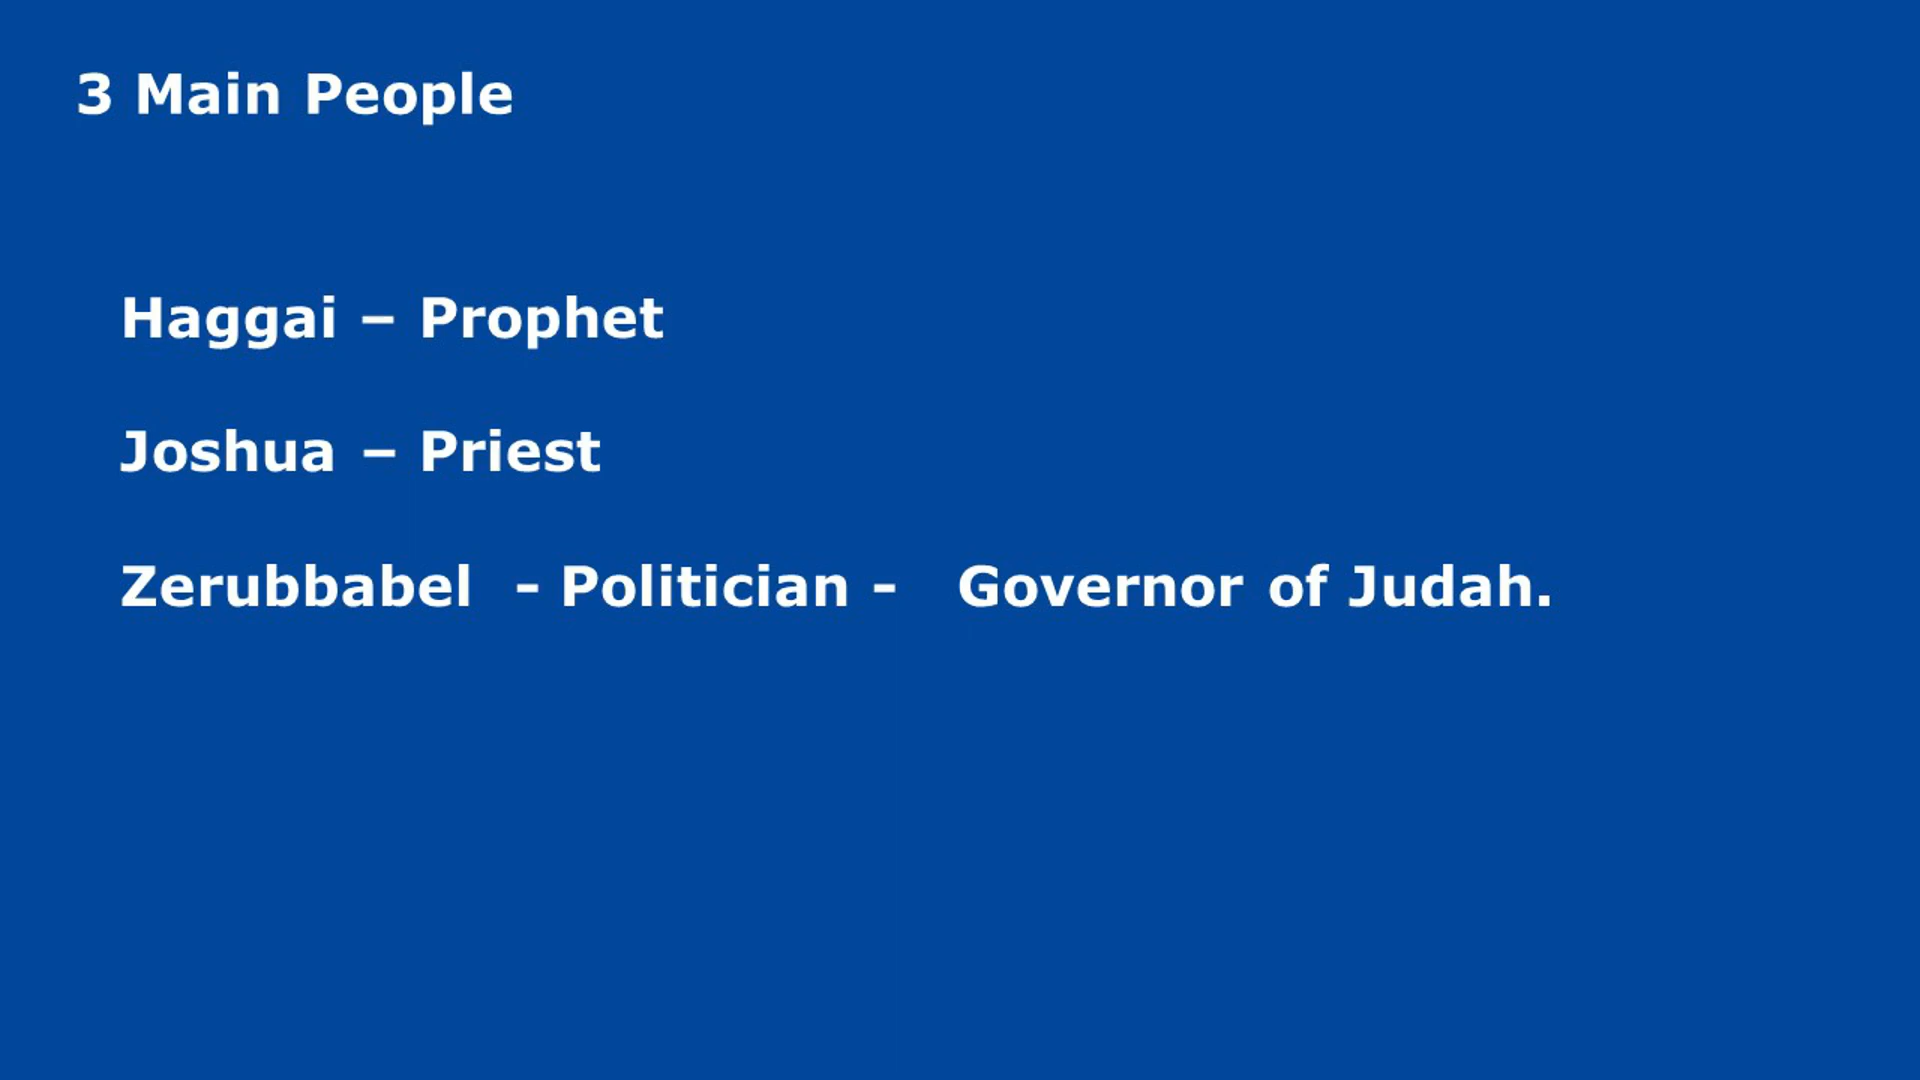 3 Main People
Haggai – Prophet
Joshua – Priest
Zerubbabel  - Politician -   Governor of Judah.